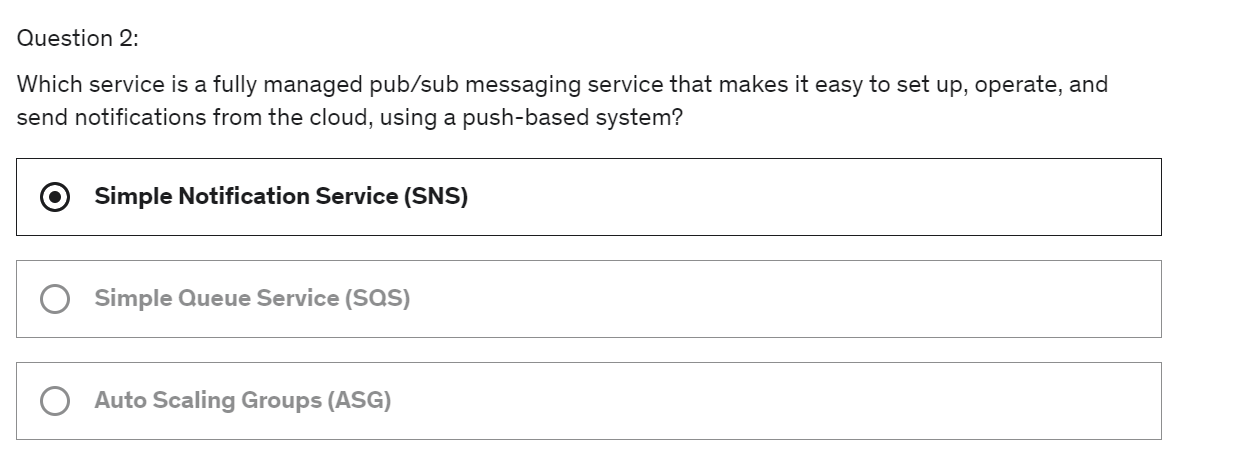 Question 2:
Which service is a fully managed pub/sub messaging service that makes it easy to set up, operate, and
send notifications from the cloud, using a push-based system?
Simple Notification Service (SNS)
Simple Queue Service (SQS)
Auto Scaling Groups (ASG)